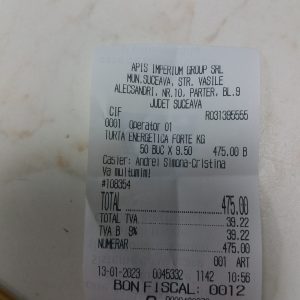 APIS IMPERIUM GROUP SRL
MUN.SUCEAVA, STR. VASILE
ALECSANDRI, NR.10, PARTER, BL.9
JUDET SUCEAVA
CIF RO31395555
0001 Operator 01
TURTA ENERGETICA FORTE KG
50 BUC X 9.50 475.00 B
Casier: Andrei Simona-Cristina
Va multumim!
#108354
TOTAL 475.00
TOTAL TVA 39.22
TVA B 9% 39.22
NUMERAR 475.00
001 ART
13-01-2023 0045332 1142 10:56
BON FISCAL: 0012